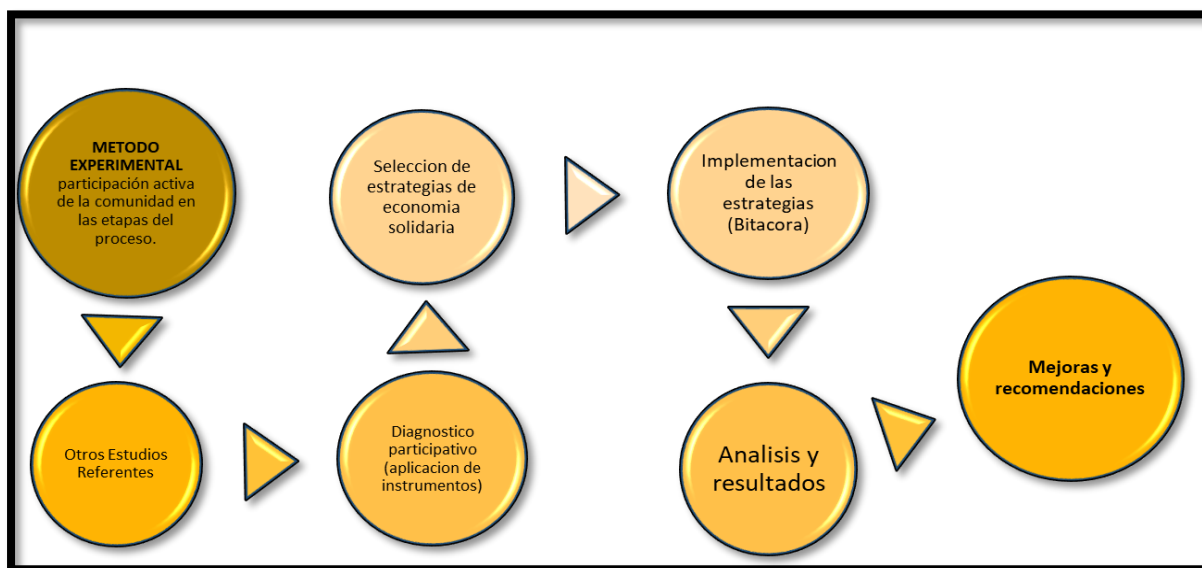 METODO
EXPERIMENTAL
participación activa
de la comunidad en
las etapas del
proceso.
Otros Estudios
Referentes
Diagnostico
participativo
(aplicacion de
instrumentos)
Seleccion de
estrategias de
economia
solidaria
Implementacion
de las
estrategias
(Bitacora)
Analisis y
resultados
Mejoras y
recomendaciones